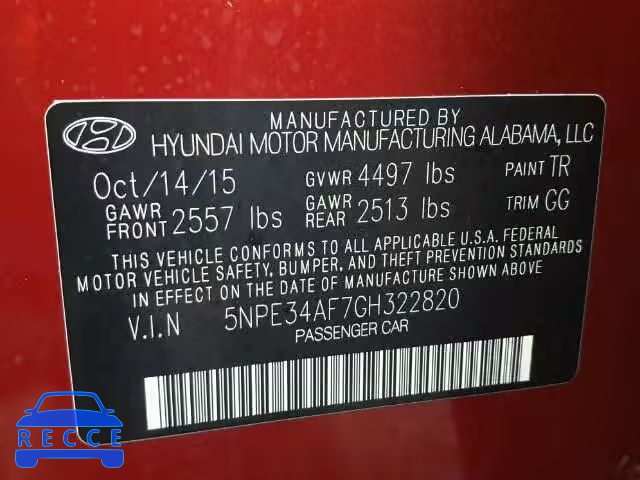 MANUFACTURED BY
HYUNDAI MOTOR MANUFACTURING ALABAMA, LLC
Oct/14/15 GVWR 4497 lbs PAINT TR
GAWR FRONT 2557 lbs GAWR REAR 2513 lbs TRIM GG
THIS VEHICLE CONFORMS TO ALL APPLICABLE U.S.A. FEDERAL
MOTOR VEHICLE SAFETY, BUMPER, AND THEFT PREVENTION
STANDARDS IN EFFECT ON THE DATE OF MANUFACTURE SHOWN ABOVE
V.I.N 5NPE34AF7GH322820
PASSENGER CAR
RECCE